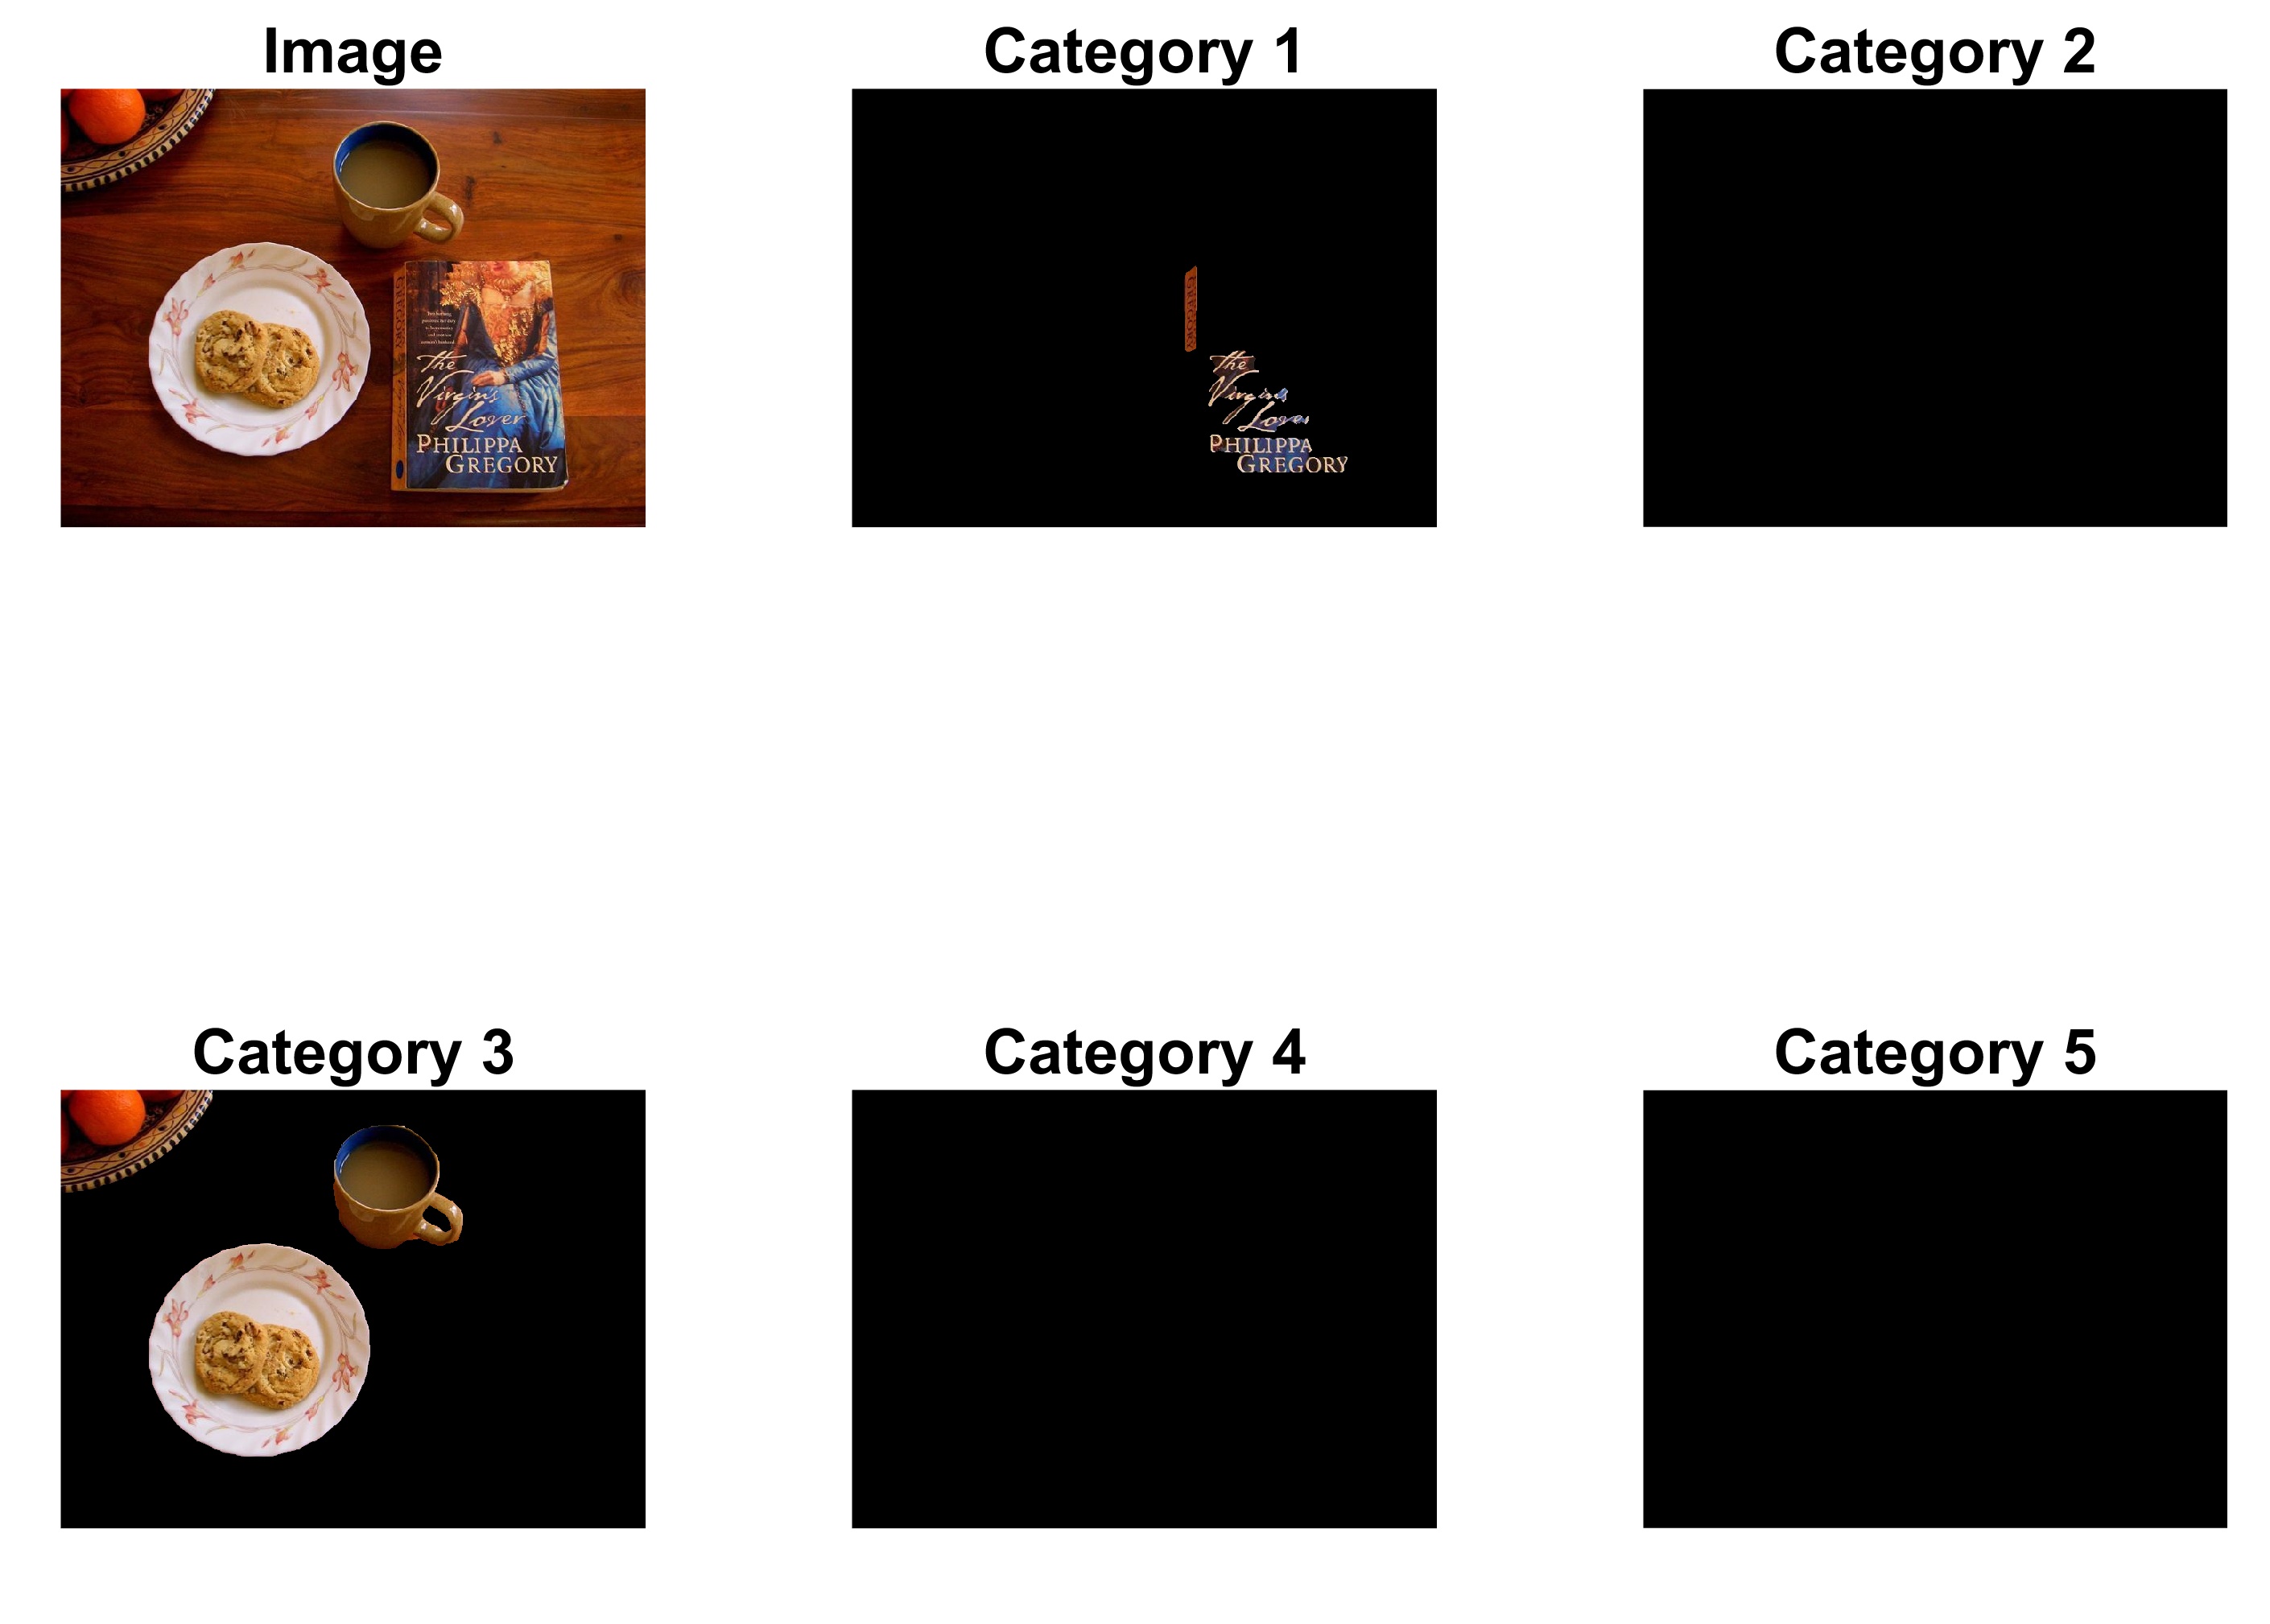 Image
Category 1
Category 2
The
Virgin's
Lover
PHILIPPA
GREGORY
GREGORY
The
Virgin's
Lover
PHILIPPA
GREGORY
Category 3
Category 4
Category 5